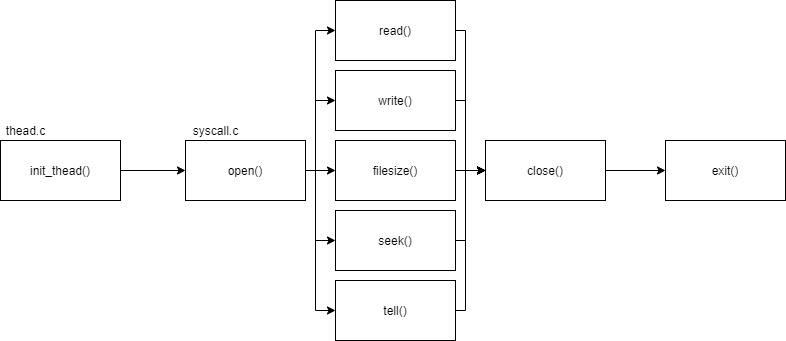 read()
write()
thead.c
syscall.c
init_thead()
open()
filesize()
close()
exit()
seek()
tell()